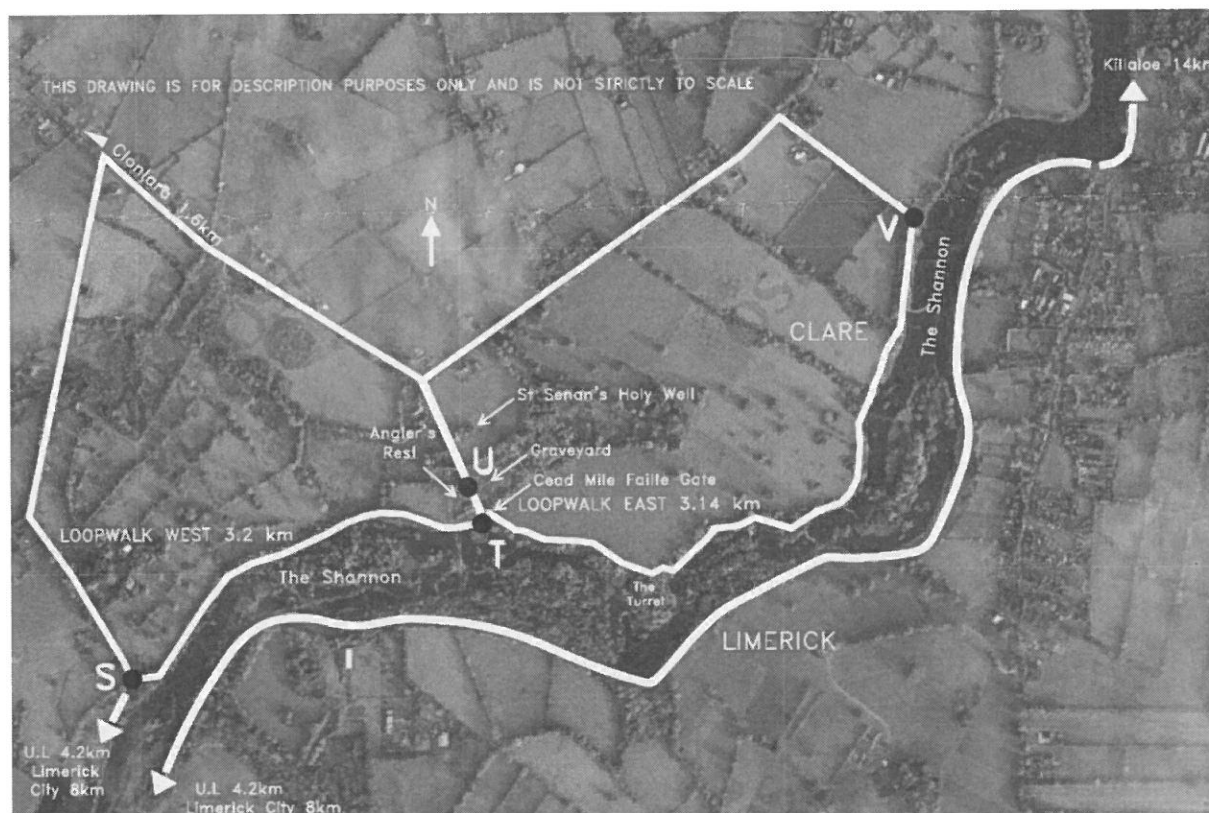 THIS DRAWING IS FOR DESCRIPTION PURPOSES ONLY AND IS NOT STRICTLY TO SCALE
Killaloe 14km
Clonlara 1.6km
N
V
The Shannon
CLARE
St Senan's Holy Well
Angler's
Rest
U
Graveyard
Cead Mile Failte Gate
LOOPWALK EAST 3.14 km
LOOPWALK WEST 3.2 km
T
The Shannon
The
Turret
LIMERICK
S
U.L 4.2km
Limerick
City 8km
U.L 4.2km
Limerick City 8km